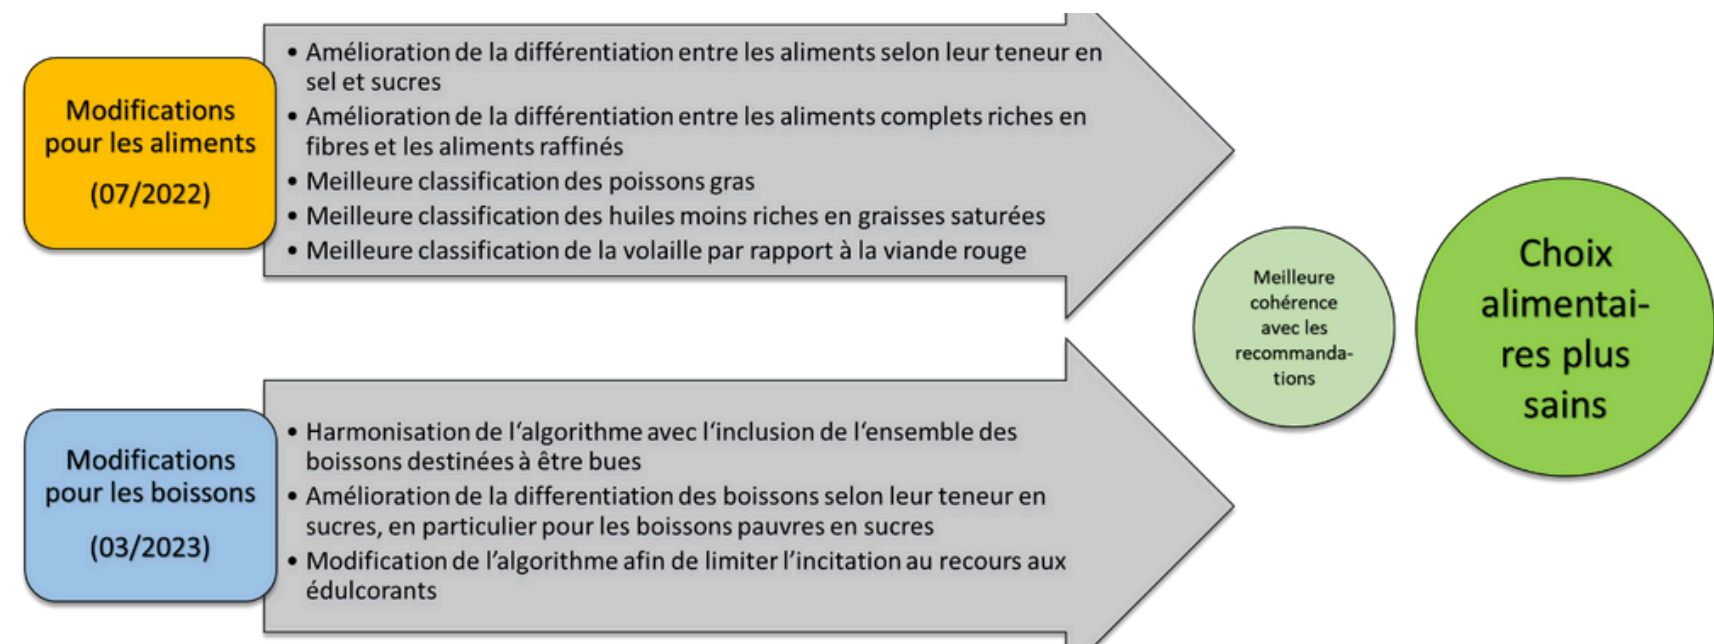 Modifications
pour les aliments
(07/2022)
• Amélioration de la différentiation entre les aliments selon leur teneur en
sel et sucres
• Amélioration de la différentiation entre les aliments complets riches en
fibres et les aliments raffinés
• Meilleure classification des poissons gras
• Meilleure classification des huiles moins riches en graisses saturées
• Meilleure classification de la volaille par rapport à la viande rouge
Modifications
pour les boissons
(03/2023)
• Harmonisation de l‘algorithme avec l‘inclusion de l‘ensemble des
boissons destinées à être bues
• Amélioration de la differentiation des boissons selon leur teneur en
sucres, en particulier pour les boissons pauvres en sucres
• Modification de l’algorithme afin de limiter l’incitation au recours aux
édulcorants
Meilleure
cohérence
avec les
recommanda-
tions
Choix
alimentai-
res plus
sains